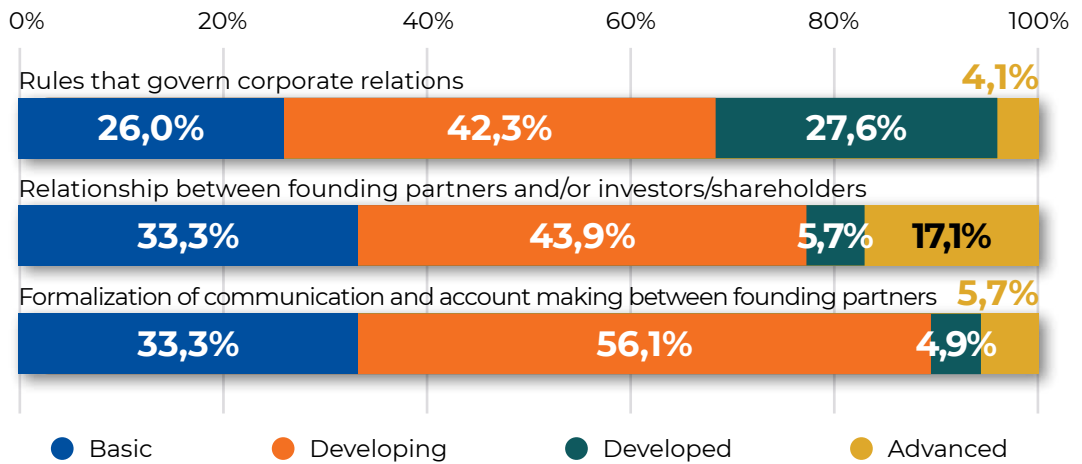 0% 20% 40% 60% 80% 100%
Rules that govern corporate relations 4,1%
26,0% 42,3% 27,6%
Relationship between founding partners and/or investors/shareholders
33,3% 43,9% 5,7% 17,1%
Formalization of communication and account making between founding partners 5,7%
33,3% 56,1% 4,9%
Basic Developing Developed Advanced